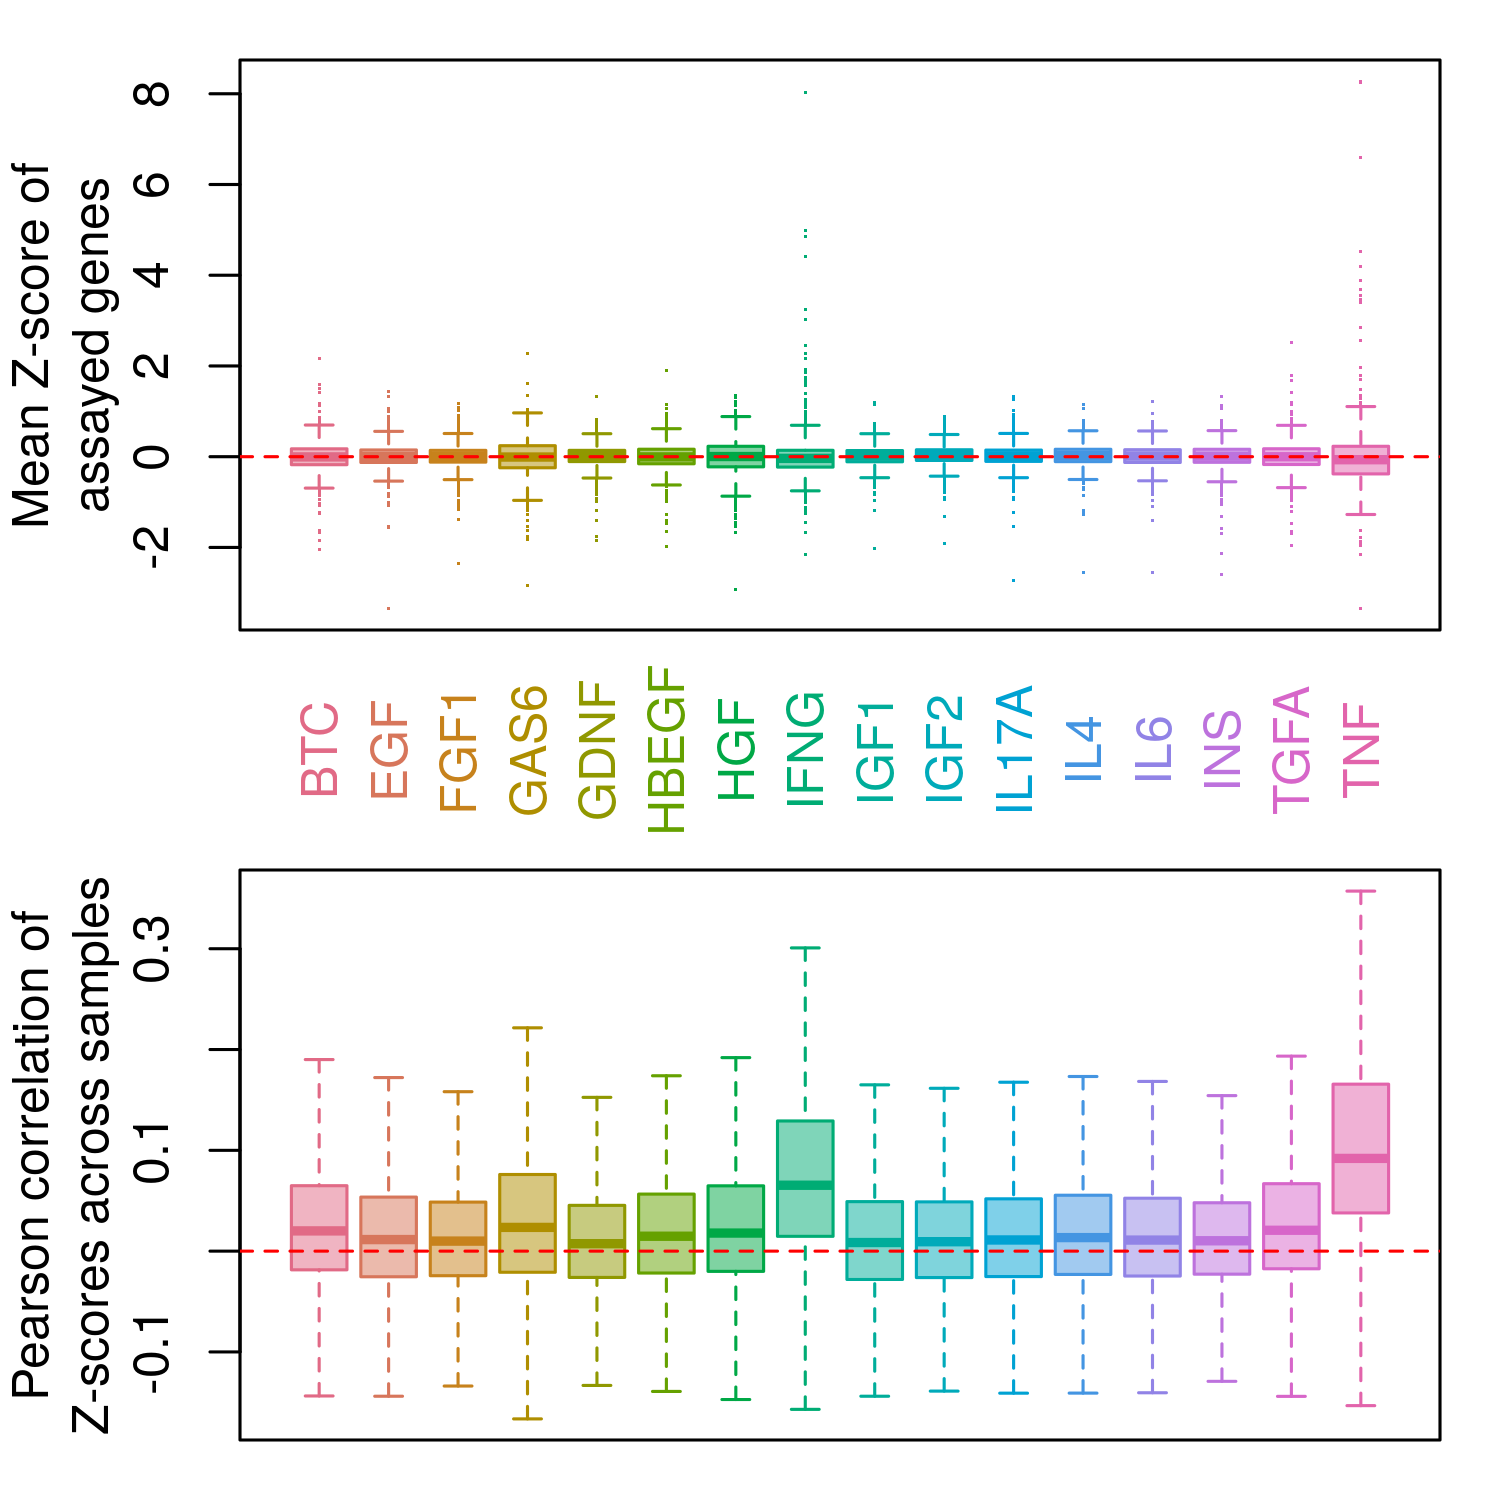 Mean Z-score of
assayed genes
8
6
4
2
0
-2
BTC
EGF
FGF1
GAS6
GDNF
HBEGF
HGF
IFNG
IGF1
IGF2
IL17A
IL4
IL6
INS
TGFA
TNF
Pearson correlation of
Z-scores across samples
0.3
0.1
-0.1